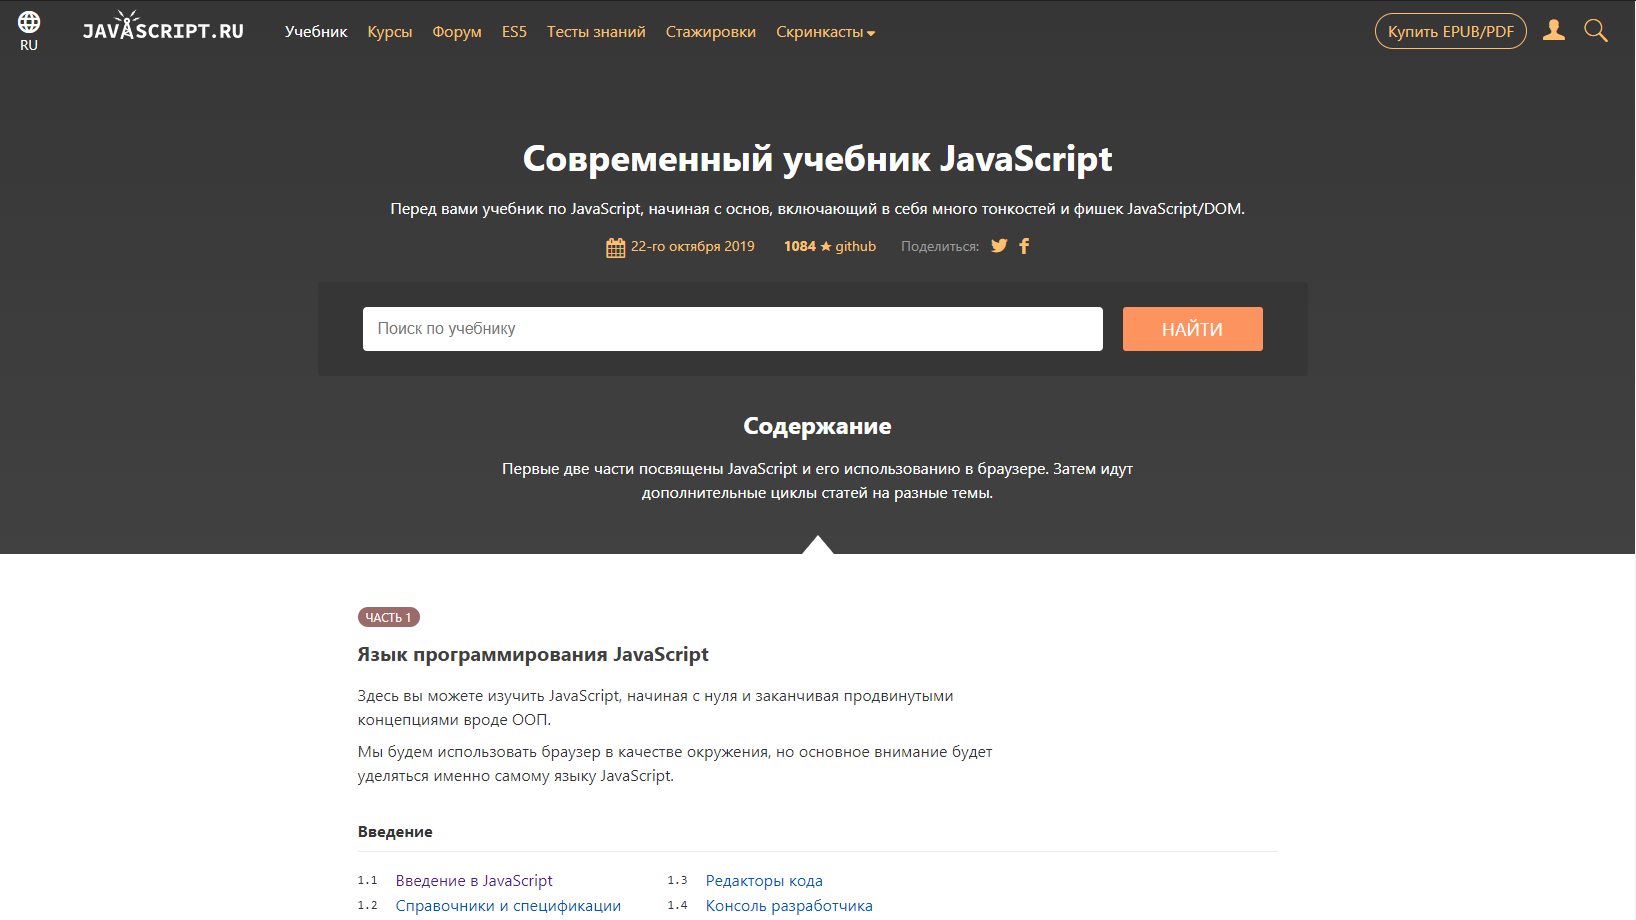 RU
JAVASCRIPT.RU
Учебник Курсы Форум ES5 Тесты знаний Стажировки Скринкасты
Купить EPUB/PDF
Современный учебник JavaScript
Перед вами учебник по JavaScript, начиная с основ, включающий в себя много тонкостей и фишек JavaScript/DOM.
22-го октября 2019 1084 ★ github Поделиться:
Поиск по учебнику
НАЙТИ
Содержание
Первые две части посвящены JavaScript и его использованию в браузере. Затем идут
дополнительные циклы статей на разные темы.
ЧАСТЬ 1
Язык программирования JavaScript
Здесь вы можете изучить JavaScript, начиная с нуля и заканчивая продвинутыми
концепциями вроде ООП.
Мы будем использовать браузер в качестве окружения, но основное внимание будет
уделяться именно самому языку JavaScript.
Введение
1.1 Введение в JavaScript
1.2 Справочники и спецификации
1.3 Редакторы кода
1.4 Консоль разработчика